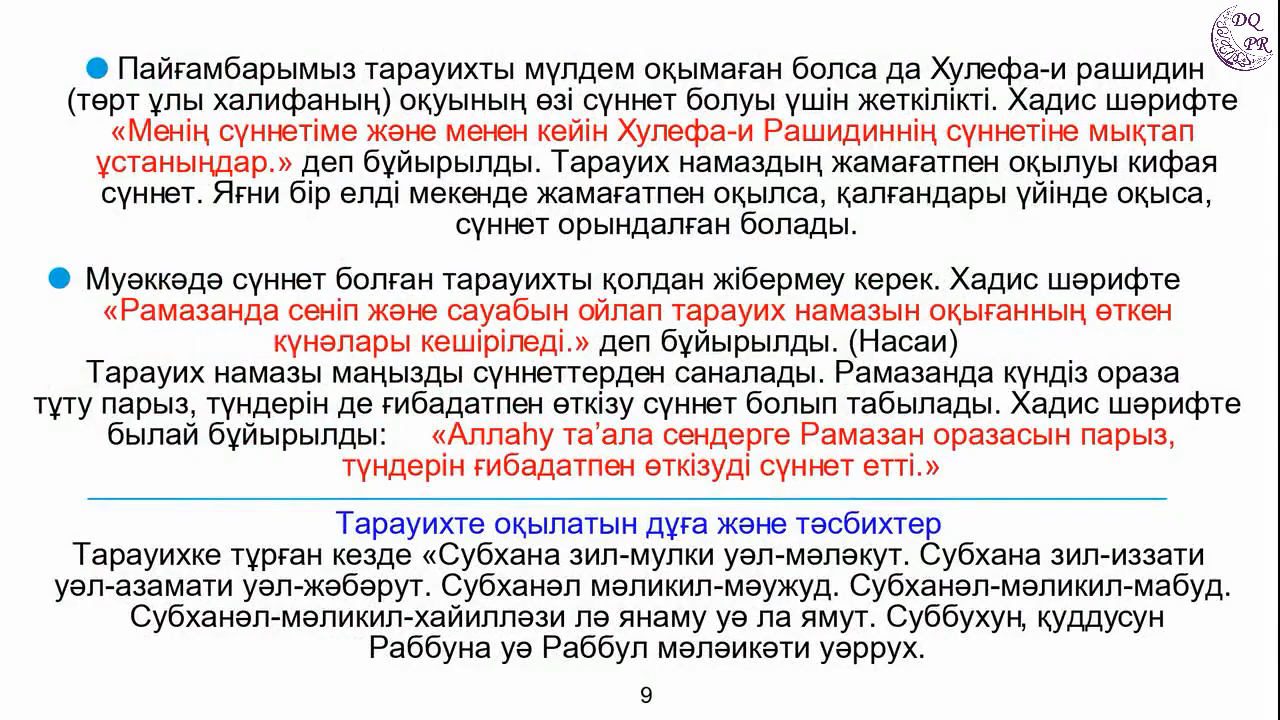 DQ
PR
● Пайғамбарымыз тарауихты мүлдем оқымаған болса да Хулефа-и рашидин
(төрт ұлы халифаның) оқуының өзі сүннет болуы үшін жеткілікті. Хадис шәрифте
«Менің сүннетіме және менен кейін Хулефа-и Рашидиннің сүннетіне мықтап
ұстаныңдар.» деп бұйырылды. Тарауих намаздың жамағатпен оқылуы кифая
сүннет. Яғни бір елді мекенде жамағатпен оқылса, қалғандары үйінде оқыса,
сүннет орындалған болады.
● Муәккәдә сүннет болған тарауихты қолдан жібермеу керек. Хадис шәрифте
«Рамазанда сеніп және сауабын ойлап тарауих намазын оқығанның өткен
күнәлары кешіріледі.» деп бұйырылды. (Насаи)
Тарауих намазы маңызды сүннеттерден саналады. Рамазанда күндіз ораза
тұту парыз, түндерін де ғибадатпен өткізу сүннет болып табылады. Хадис шәрифте
былай бұйырылды: «Аллаһу та’ала сендерге Рамазан оразасын парыз,
түндерін ғибадатпен өткізуді сүннет етті.»
Тарауихте оқылатын дұға және тәсбихтер
Тарауихке тұрған кезде «Субхана зил-мулки уәл-мәләкут. Субхана зил-иззати
уәл-азамати уәл-жәбәрут. Субханәл мәликил-мәужуд. Субханәл-мәликил-мабуд.
Субханәл-мәликил-хайилләзи лә янаму уә ла ямут. Суббухун, қуддусун
Раббуна уә Раббул мәләикәти уәррух.
9